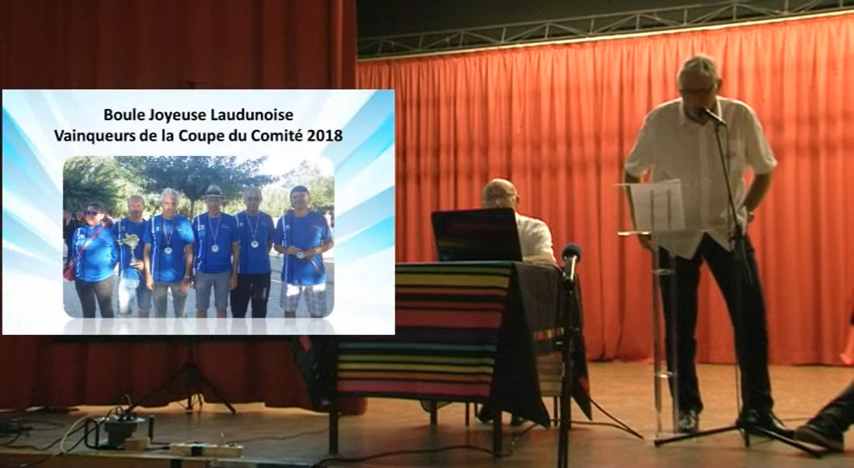 Boule Joyeuse Laudunoise
Vainqueurs de la Coupe du Comité 2018